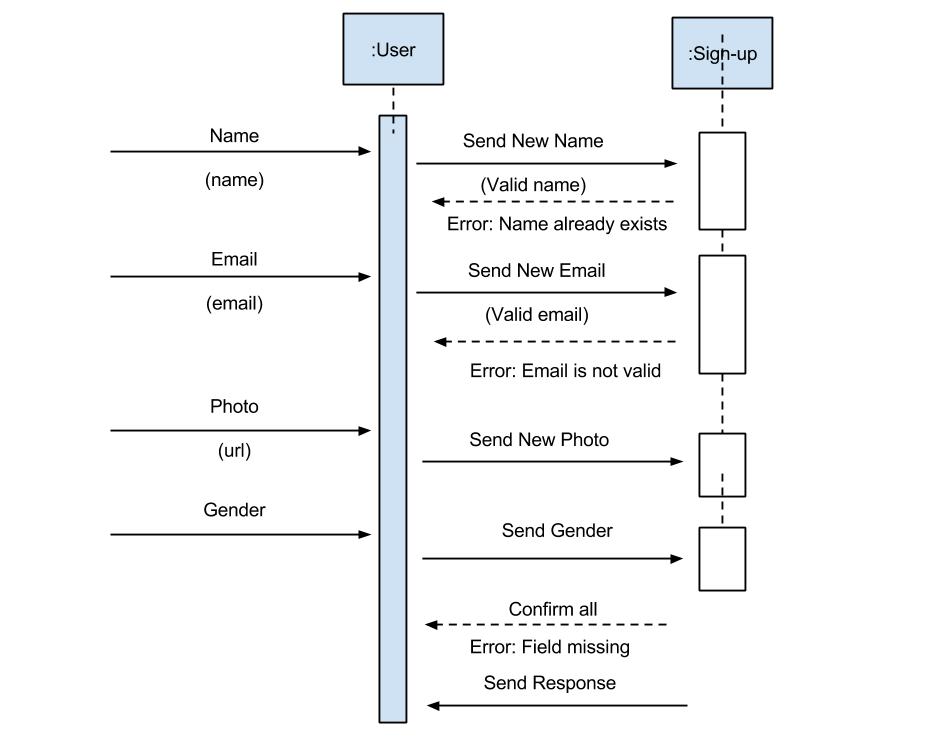 :User
:Sign-up
Name
Send New Name
(name)
(Valid name)
Error: Name already exists
Email
Send New Email
(email)
(Valid email)
Error: Email is not valid
Photo
Send New Photo
(url)
Gender
Send Gender
Confirm all
Error: Field missing
Send Response